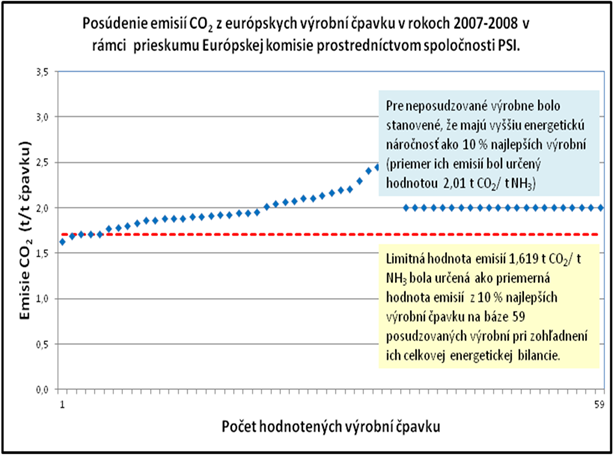 Posúdenie emisií CO₂ z európskych výrobní čpavku v rokoch 2007-2008 v
rámci prieskumu Európskej komisie prostredníctvom spoločnosti PSI.
Emisie CO₂ (t/t čpavku)
3,5
3,0
2,5
2,0
1,5
1,0
0,5
0,0
Pre neposudzované výrobne bolo
stanovené, že majú vyššiu energetickú
náročnosť ako 10 % najlepších výrobní
(priemer ich emisií bol určený
hodnotou 2,01 t CO₂/ t NH₃)
Limitná hodnota emisií 1,619 t CO₂/ t
NH₃ bola určená ako priemerná
hodnota emisií z 10 % najlepších
výrobní čpavku na báze 59
posudzovaných výrobní pri zohľadnení
ich celkovej energetickej bilancie.
1
59
Počet hodnotených výrobní čpavku